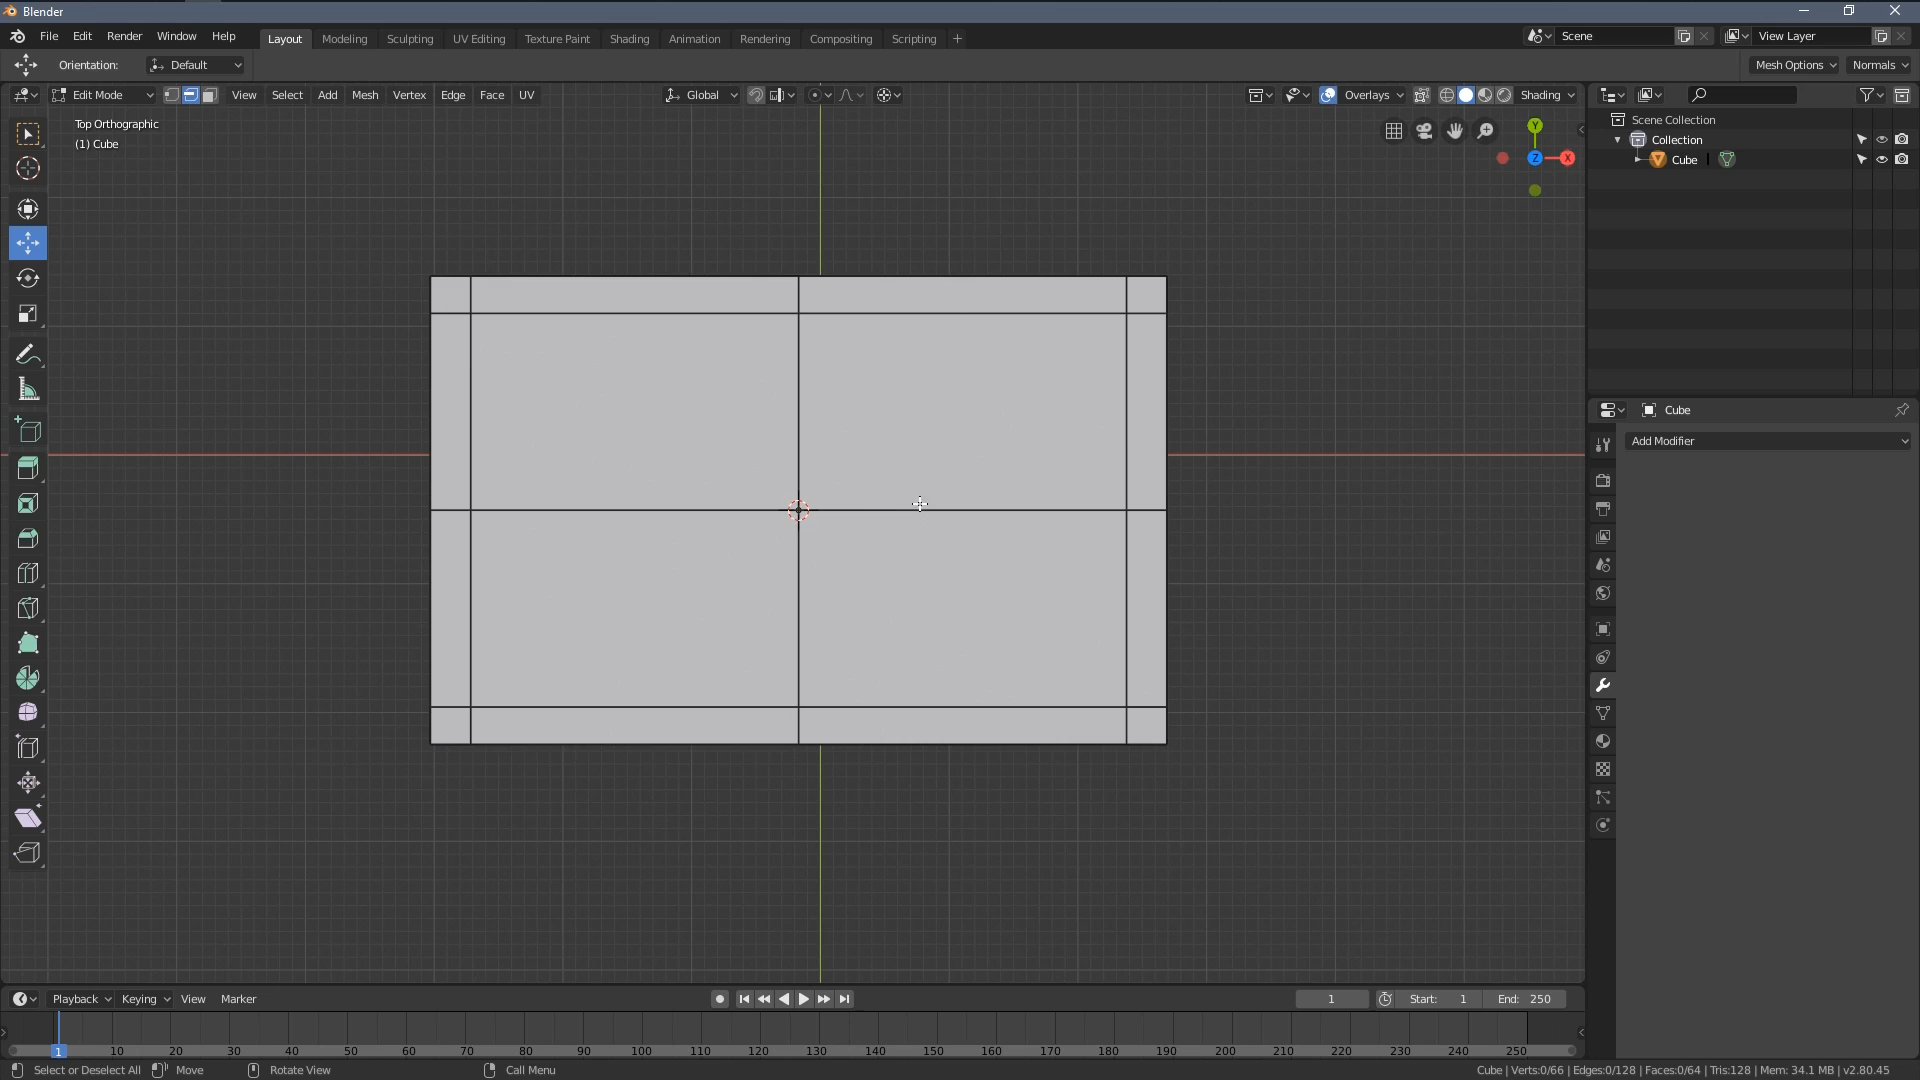 Blender
File Edit Render Window Help Layout Modeling Sculpting UV Editing Texture Paint Shading Animation Rendering Compositing Scripting + Scene View Layer
Orientation: Default Mesh Options Normals
Edit Mode View Select Add Mesh Vertex Edge Face UV Global Overlays Shading
Top Orthographic
(1) Cube
Y
Z X
Scene Collection
Collection
Cube
Cube
Add Modifier
Playback Keying View Marker 1 Start: 1 End: 250
1 10 20 30 40 50 60 70 80 90 100 110 120 130 140 150 160 170 180 190 200 210 220 230 240 250
Select or Deselect All Move Rotate View Call Menu Cube | Verts:0/66 | Edges:0/128 | Faces:0/64 | Tris:128 | Mem: 34.1 MB | v2.80.45